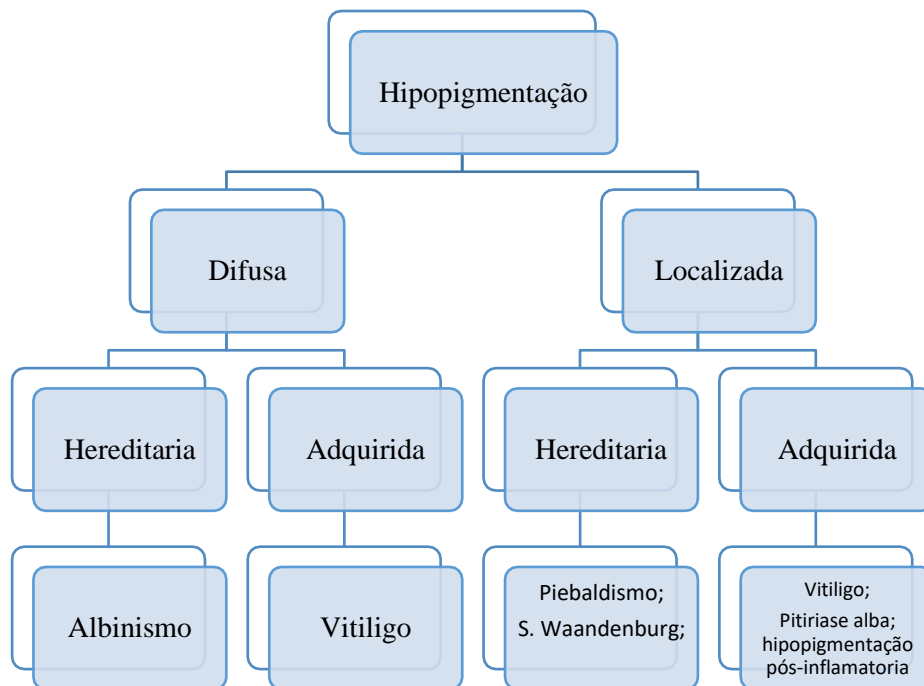 Hipopigmentação
Difusa
Localizada
Hereditaria
Adquirida
Hereditaria
Adquirida
Albinismo
Vitiligo
Piebaldismo;
S. Waandenburg;
Vitiligo;
Pitiriase alba;
hipopigmentação
pós-inflamatoria